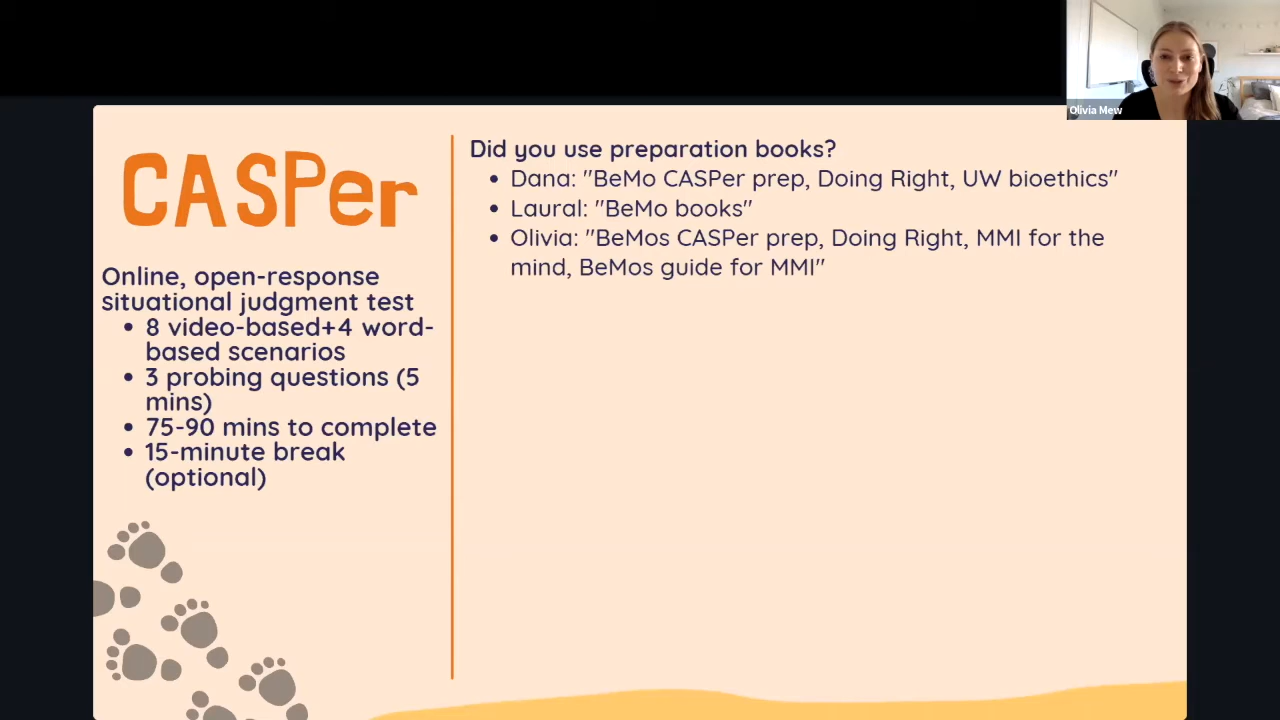 CASPer
Online, open-response
situational judgment test
• 8 video-based+4 word-
based scenarios
• 3 probing questions (5
mins)
• 75-90 mins to complete
• 15-minute break
(optional)
Did you use preparation books?
• Dana: "BeMo CASPer prep, Doing Right, UW bioethics"
• Laural: "BeMo books"
• Olivia: "BeMos CASPer prep, Doing Right, MMI for the
mind, BeMos guide for MMI"
Olivia Mew